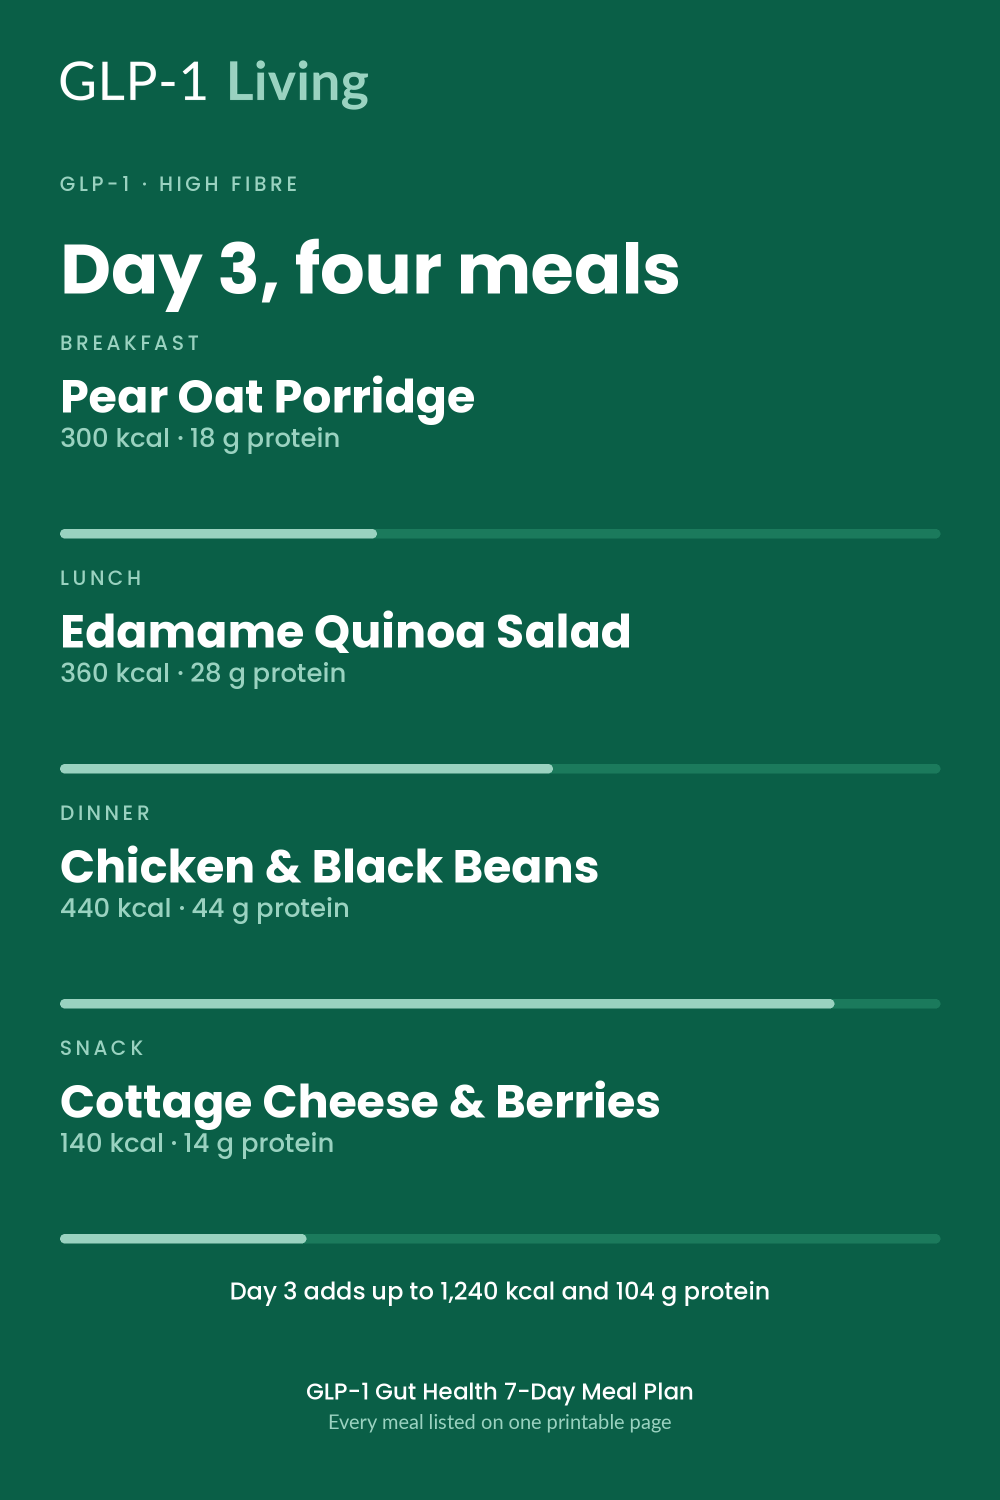 GLP-1 Living
GLP-1 · HIGH FIBRE
Day 3, four meals
BREAKFAST
Pear Oat Porridge
300 kcal · 18 g protein
LUNCH
Edamame Quinoa Salad
360 kcal · 28 g protein
DINNER
Chicken & Black Beans
440 kcal · 44 g protein
SNACK
Cottage Cheese & Berries
140 kcal · 14 g protein
Day 3 adds up to 1,240 kcal and 104 g protein
GLP-1 Gut Health 7-Day Meal Plan
Every meal listed on one printable page